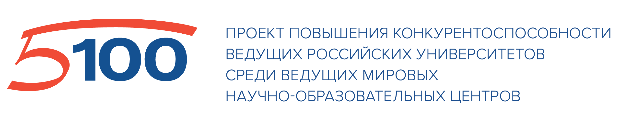 5100
ПРОЕКТ ПОВЫШЕНИЯ КОНКУРЕНТОСПОСОБНОСТИ
ВЕДУЩИХ РОССИЙСКИХ УНИВЕРСИТЕТОВ
СРЕДИ ВЕДУЩИХ МИРОВЫХ
НАУЧНО-ОБРАЗОВАТЕЛЬНЫХ ЦЕНТРОВ